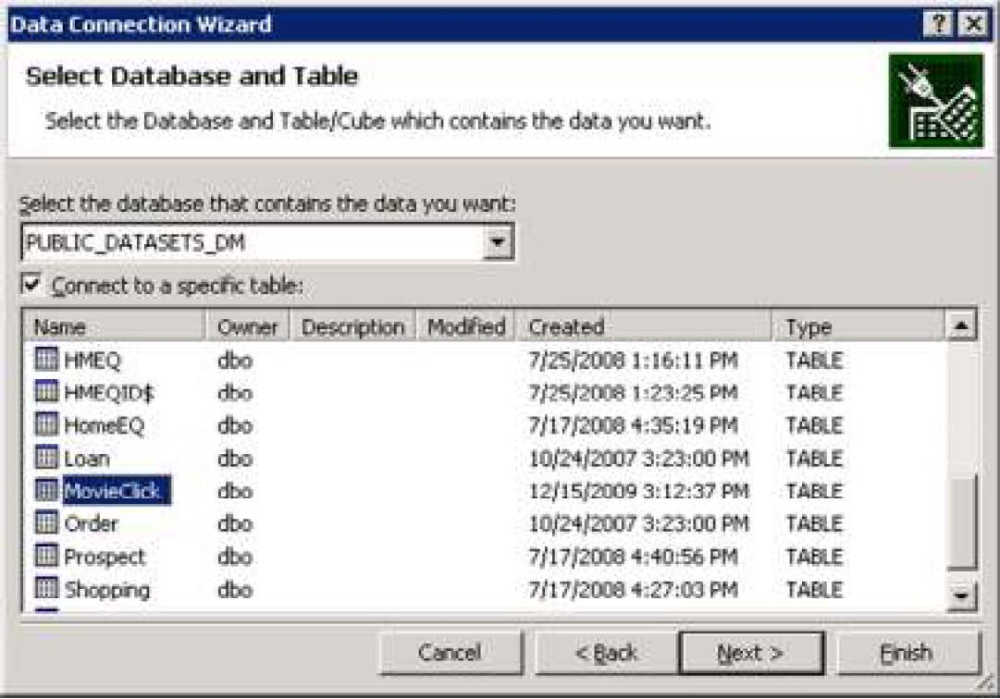 Data Connection Wizard
Select Database and Table
Select the Database and Table/Cube which contains the data you want.
Select the database that contains the data you want:
PUBLIC_DATASETS_DM
Connect to a specific table:
Name Owner Description Modified Created Type
HMEQ dbo 7/25/2008 1:16:11 PM TABLE
HMEQID$ dbo 7/25/2008 1:23:25 PM TABLE
HomeEQ dbo 7/17/2008 4:35:19 PM TABLE
Loan dbo 10/24/2007 3:23:00 PM TABLE
MovieClick dbo 12/15/2009 3:12:37 PM TABLE
Order dbo 10/24/2007 3:23:00 PM TABLE
Prospect dbo 7/17/2008 4:40:56 PM TABLE
Shopping dbo 7/17/2008 4:27:03 PM TABLE
Cancel < Back Next > Finish